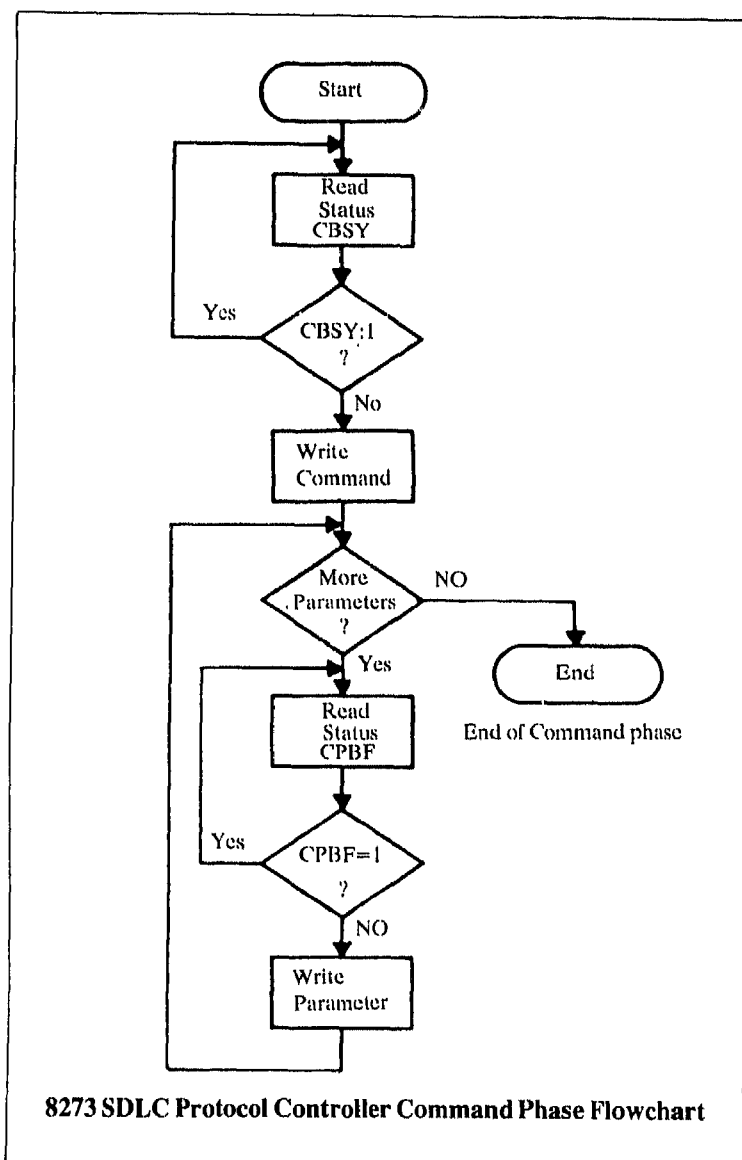 Start
Read
Status
CBSY
Yes
CBSY:1
?
No
Write
Command
More
Parameters
?
NO
Yes
End
End of Command phase
Read
Status
CPBF
Yes
CPBF=1
?
NO
Write
Parameter
8273 SDLC Protocol Controller Command Phase Flowchart